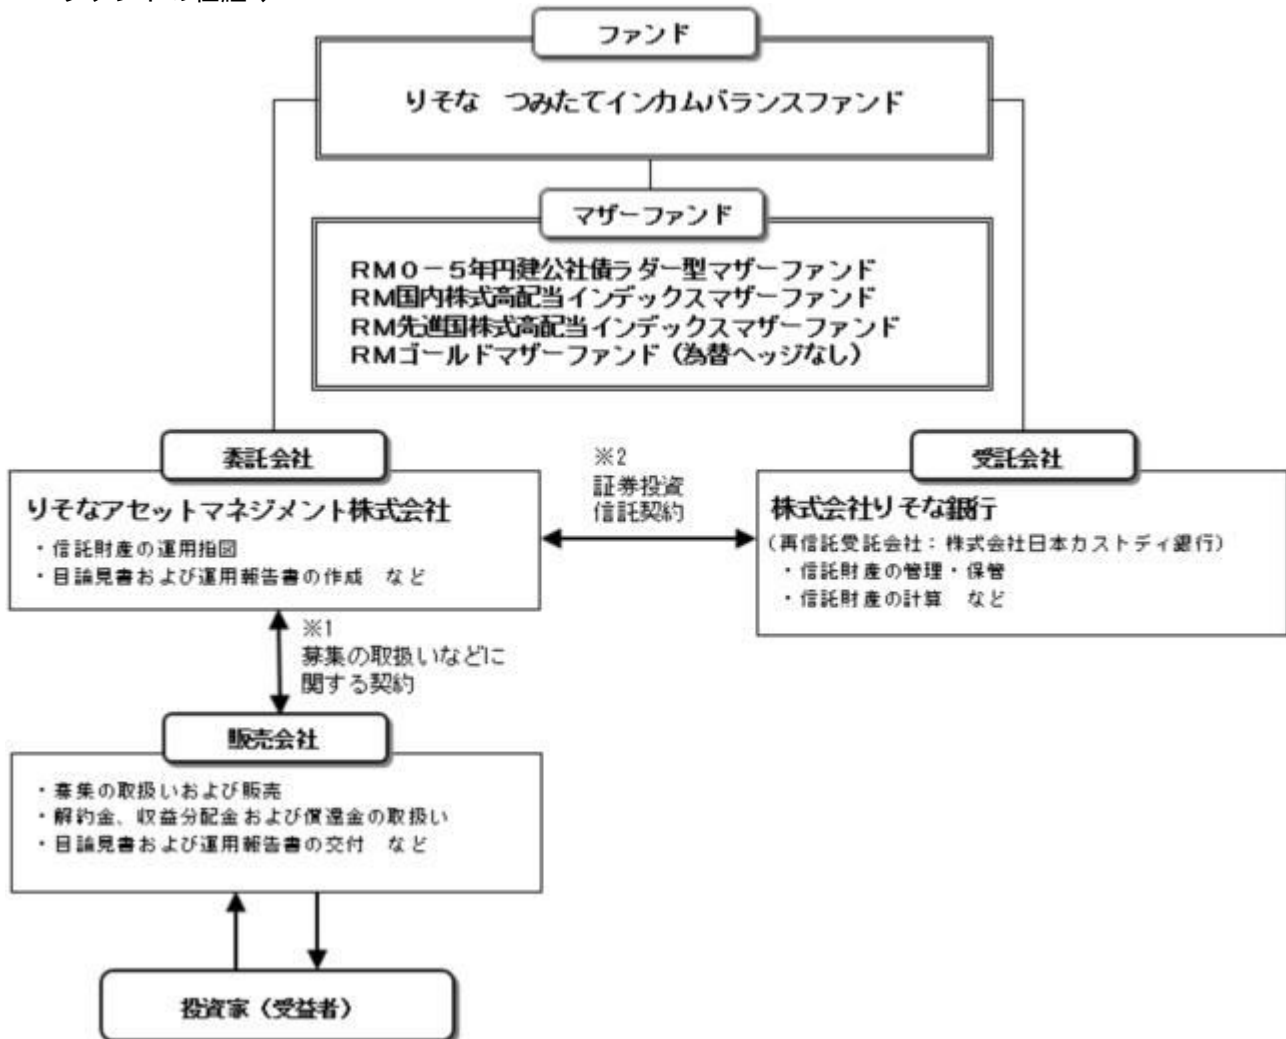 ファンド
りそな　つみたてインカムバランスファンド
マザーファンド
RM0－5年円建公社債ラダー型マザーファンド
RM国内株式高配当インデックスマザーファンド
RM先進国株式高配当インデックスマザーファンド
RMゴールドマザーファンド（為替ヘッジなし）
委託会社
りそなアセットマネジメント株式会社
・信託財産の運用指図
・目論見書および運用報告書の作成　など
※2
証券投資
信託契約
受託会社
株式会社りそな銀行
（再信託受託会社：株式会社日本カストディ銀行）
・信託財産の管理・保管
・信託財産の計算　など
※1
募集の取扱いなどに
関する契約
販売会社
・募集の取扱いおよび販売
・解約金、収益分配金および償還金の取扱い
・目論見書および運用報告書の交付　など
投資家（受益者）